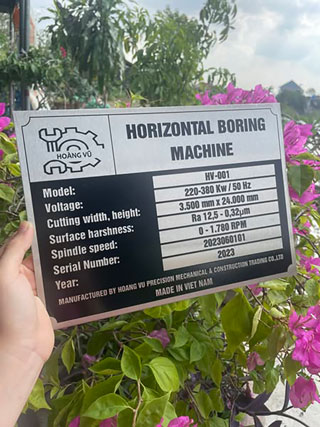 HOÀNG VŨ
HORIZONTAL BORING
MACHINE
Model: HV-001
Voltage: 220-380 Kw / 50 Hz
Cutting width, height: 3.500 mm x 24.000 mm
Surface harshness: Ra 12,5 - 0,32µm
Spindle speed: 0 - 1.780 RPM
Serial Number: 2023060101
Year: 2023
MANUFACTURED BY HOANG VU PRECISION MECHANICAL & CONSTRUCTION TRADING CO.,LTD
MADE IN VIET NAM